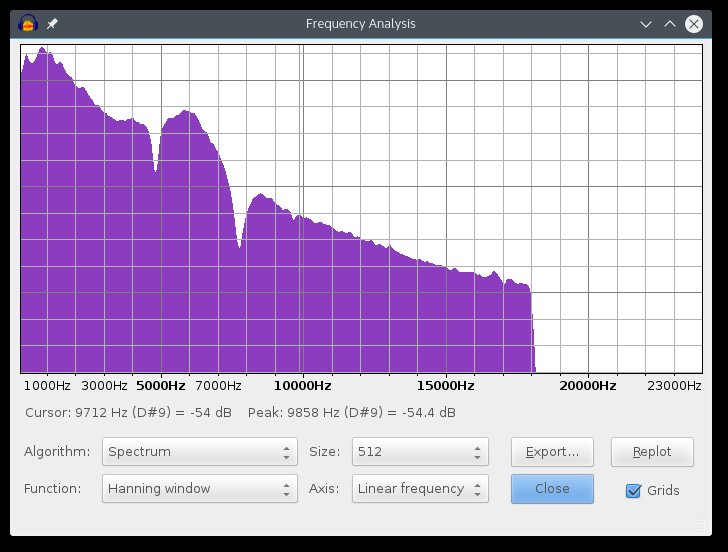 Frequency Analysis
1000Hz 3000Hz 5000Hz 7000Hz 10000Hz 15000Hz 20000Hz 23000Hz
Cursor: 9712 Hz (D#9) = -54 dB Peak: 9858 Hz (D#9) = -54.4 dB
Algorithm: Spectrum Size: 512 Export... Replot
Function: Hanning window Axis: Linear frequency Close Grids